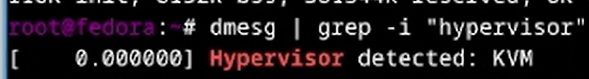 root@fedora:~# dmesg | grep -i "hypervisor"
[    0.000000] Hypervisor detected: KVM